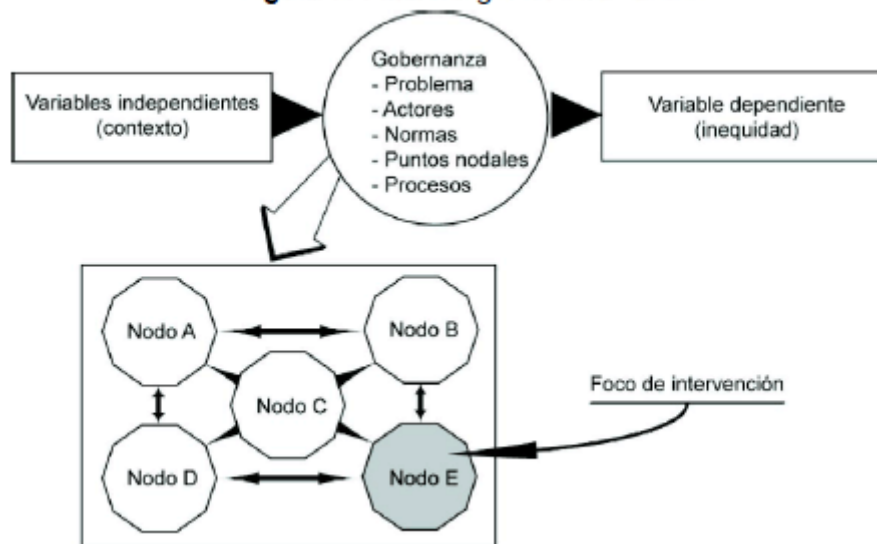 Gobernanza
- Problema
- Actores
- Normas
- Puntos nodales
- Procesos
Variables independientes
(contexto)
Variable dependiente
(inequidad)
Nodo A
Nodo B
Nodo C
Nodo D
Nodo E
Foco de intervención